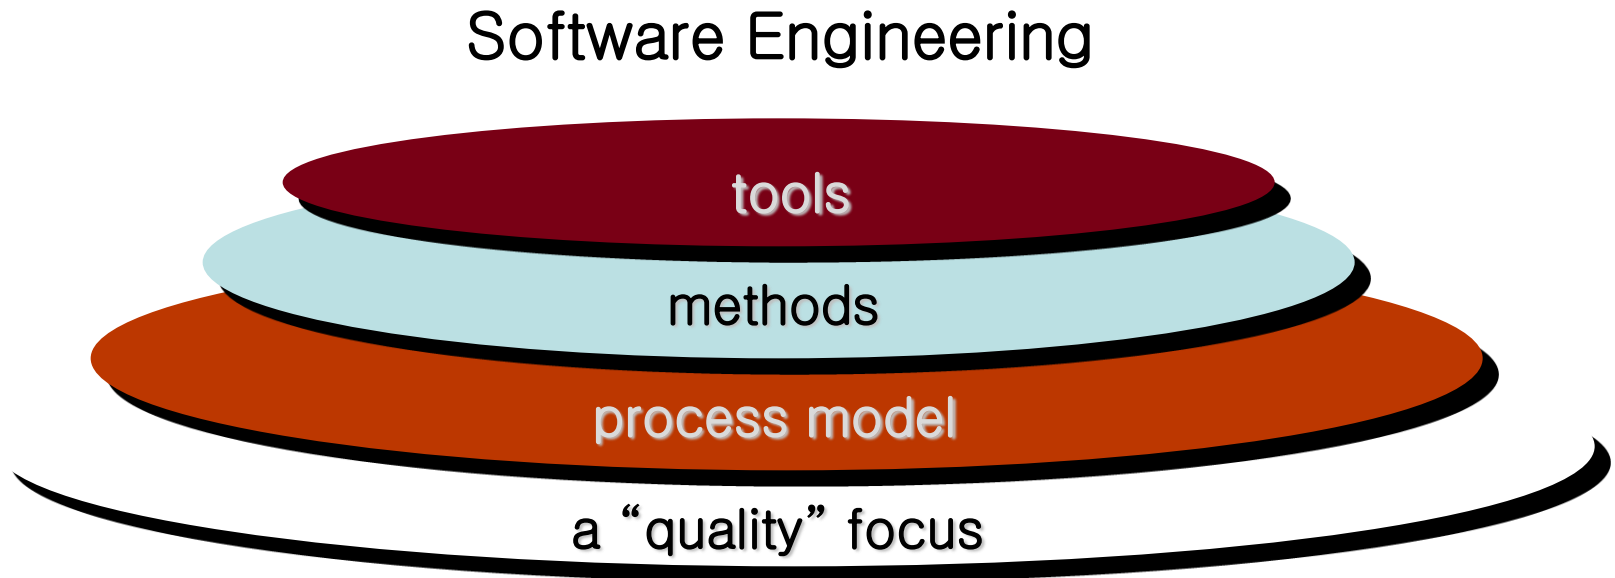 Software Engineering
tools
methods
process model
a “quality” focus